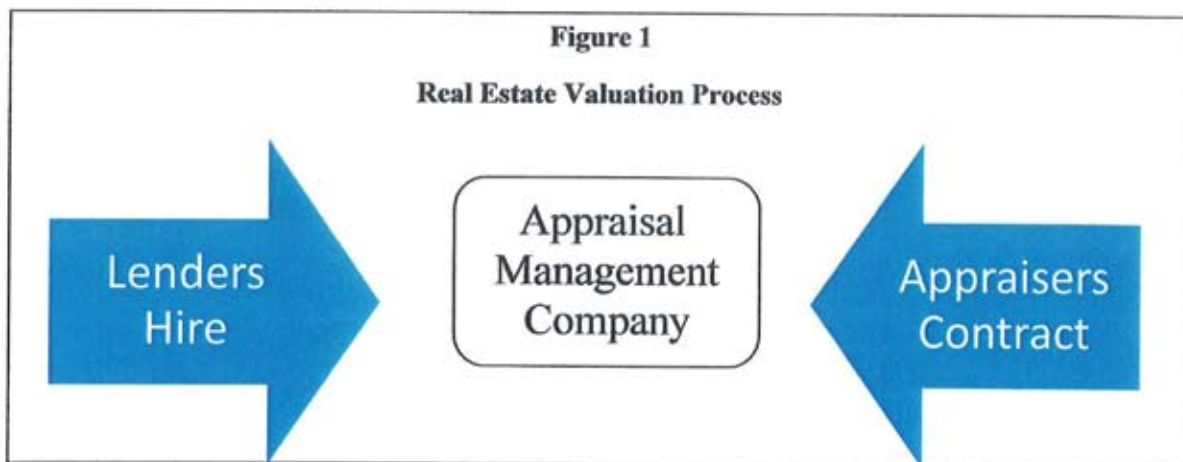 Figure 1
Real Estate Valuation Process
Lenders
Hire
Appraisal
Management
Company
Appraisers
Contract